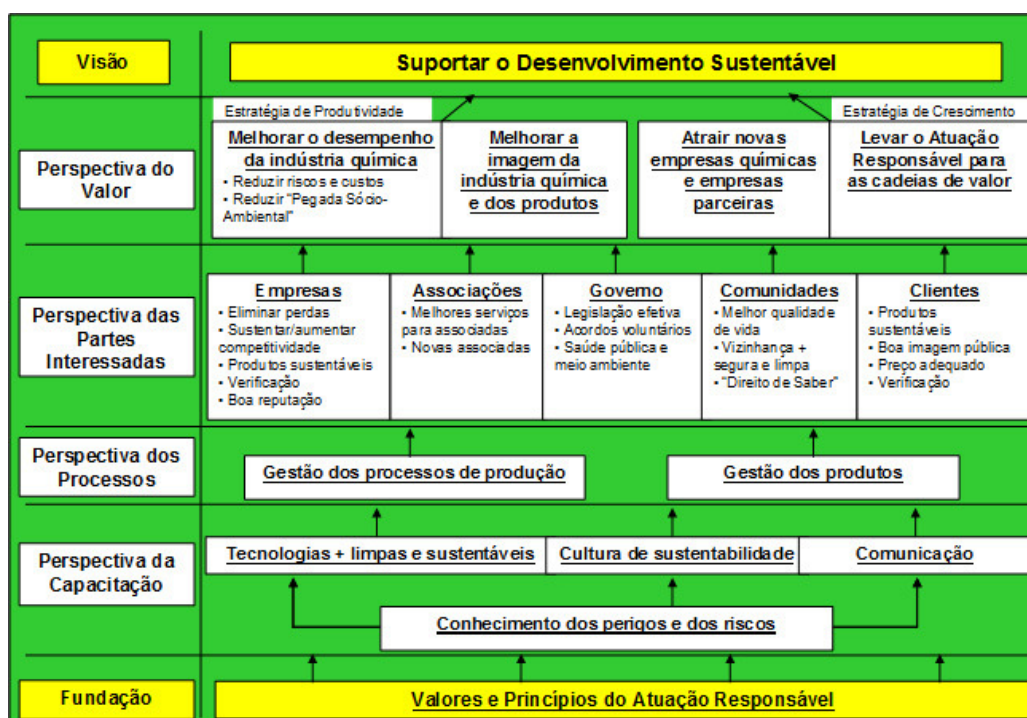 Visão
Suportar o Desenvolvimento Sustentável
Estratégia de Produtividade
Estratégia de Crescimento
Perspectiva do
Valor
Melhorar o desempenho
da indústria química
• Reduzir riscos e custos
• Reduzir “Pegada Sócio-
Ambiental”
Melhorar a
imagem da
indústria química
e dos produtos
Atrair novas
empresas químicas
e empresas
parceiras
Levar o Atuação
Responsável para
as cadeias de valor
Perspectiva das
Partes
Interessadas
Empresas
• Eliminar perdas
• Sustentar/aumentar
competitividade
• Produtos sustentáveis
• Verificação
• Boa reputação
Associações
• Melhores serviços
para associadas
• Novas associadas
Governo
• Legislação efetiva
• Acordos voluntários
• Saúde pública e
meio ambiente
Comunidades
• Melhor qualidade
de vida
• Vizinhança +
segura e limpa
• “Direito de Saber”
Clientes
• Produtos
sustentáveis
• Boa imagem pública
• Preço adequado
• Verificação
Perspectiva dos
Processos
Gestão dos processos de produção
Gestão dos produtos
Perspectiva da
Capacitação
Tecnologias + limpas e sustentáveis
Cultura de sustentabilidade
Comunicação
Conhecimento dos perigos e dos riscos
Fundação
Valores e Princípios do Atuação Responsável